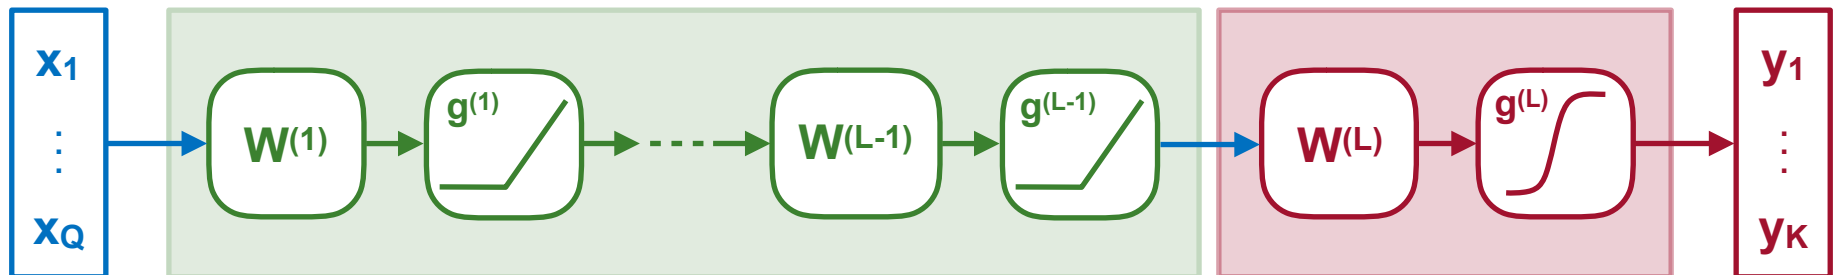 x1
⋮
xQ
W(1)
g(1)
W(L-1)
g(L-1)
W(L)
g(L)
y1
⋮
yK